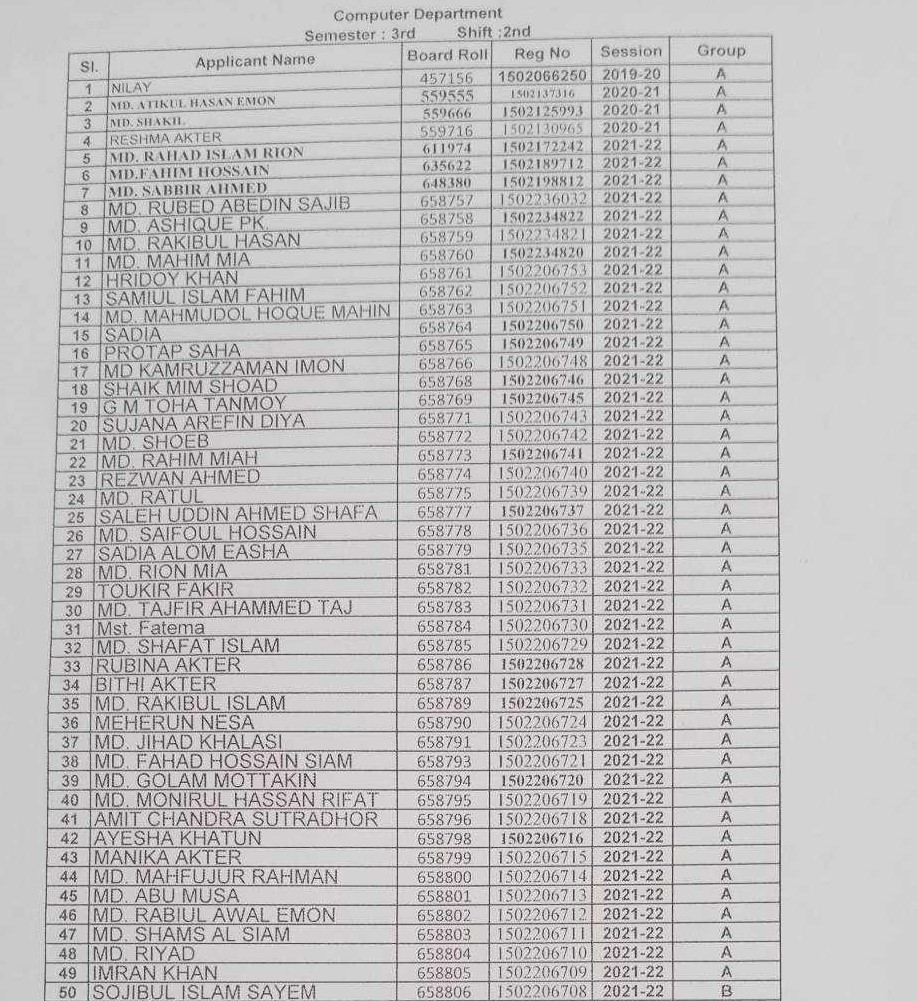 Computer Department
Semester : 3rd Shift :2nd
Sl. Applicant Name Board Roll Reg No Session Group
1 NILAY 457156 1502066250 2019-20 A
2 MD. ATIKUL HASAN EMON 559555 1502137316 2020-21 A
3 MD. SHAKIL 559666 1502125993 2020-21 A
4 RESHMA AKTER 559716 1502130965 2020-21 A
5 MD. RAHAD ISLAM RION 611974 1502172242 2021-22 A
6 MD.FAHIM HOSSAIN 635622 1502189712 2021-22 A
7 MD. SABBIR AHMED 648380 1502198812 2021-22 A
8 MD. RUBED ABEDIN SAJIB 658757 1502236032 2021-22 A
9 MD. ASHIQUE PK. 658758 1502234822 2021-22 A
10 MD. RAKIBUL HASAN 658759 1502234821 2021-22 A
11 MD. MAHIM MIA 658760 1502234820 2021-22 A
12 HRIDOY KHAN 658761 1502206753 2021-22 A
13 SAMIUL ISLAM FAHIM 658762 1502206752 2021-22 A
14 MD. MAHMUDOL HOQUE MAHIN 658763 1502206751 2021-22 A
15 SADIA 658764 1502206750 2021-22 A
16 PROTAP SAHA 658765 1502206749 2021-22 A
17 MD KAMRUZZAMAN IMON 658766 1502206748 2021-22 A
18 SHAIK MIM SHOAD 658768 1502206746 2021-22 A
19 G M TOHA TANMOY 658769 1502206745 2021-22 A
20 SUJANA AREFIN DIYA 658771 1502206743 2021-22 A
21 MD. SHOEB 658772 1502206742 2021-22 A
22 MD. RAHIM MIAH 658773 1502206741 2021-22 A
23 REZWAN AHMED 658774 1502206740 2021-22 A
24 MD. RATUL 658775 1502206739 2021-22 A
25 SALEH UDDIN AHMED SHAFA 658777 1502206737 2021-22 A
26 MD. SAIFOUL HOSSAIN 658778 1502206736 2021-22 A
27 SADIA ALOM EASHA 658779 1502206735 2021-22 A
28 MD. RION MIA 658781 1502206733 2021-22 A
29 TOUKIR FAKIR 658782 1502206732 2021-22 A
30 MD. TAJFIR AHAMMED TAJ 658783 1502206731 2021-22 A
31 Mst. Fatema 658784 1502206730 2021-22 A
32 MD. SHAFAT ISLAM 658785 1502206729 2021-22 A
33 RUBINA AKTER 658786 1502206728 2021-22 A
34 BITHI AKTER 658787 1502206727 2021-22 A
35 MD. RAKIBUL ISLAM 658789 1502206725 2021-22 A
36 MEHERUN NESA 658790 1502206724 2021-22 A
37 MD. JIHAD KHALASI 658791 1502206723 2021-22 A
38 MD. FAHAD HOSSAIN SIAM 658793 1502206721 2021-22 A
39 MD. GOLAM MOTTAKIN 658794 1502206720 2021-22 A
40 MD. MONIRUL HASSAN RIFAT 658795 1502206719 2021-22 A
41 AMIT CHANDRA SUTRADHOR 658796 1502206718 2021-22 A
42 AYESHA KHATUN 658798 1502206716 2021-22 A
43 MANIKA AKTER 658799 1502206715 2021-22 A
44 MD. MAHFUJUR RAHMAN 658800 1502206714 2021-22 A
45 MD. ABU MUSA 658801 1502206713 2021-22 A
46 MD. RABIUL AWAL EMON 658802 1502206712 2021-22 A
47 MD. SHAMS AL SIAM 658803 1502206711 2021-22 A
48 MD. RIYAD 658804 1502206710 2021-22 A
49 IMRAN KHAN 658805 1502206709 2021-22 A
50 SOJIBUL ISLAM SAYEM 658806 1502206708 2021-22 B